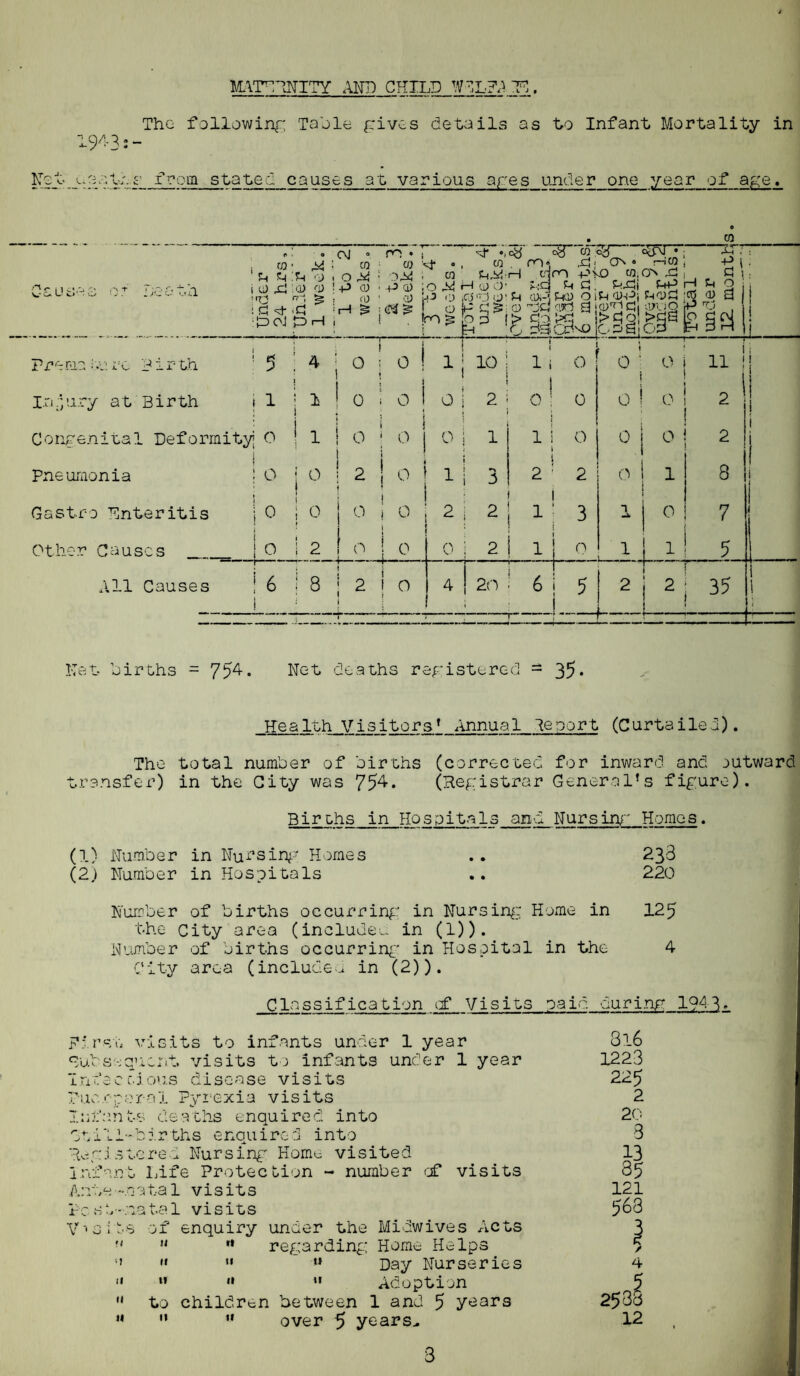 MATERNITY AND CHILD WELFARE.
The following Table gives details as to Infant Mortality in
1943:-
Net deaths from stated causes at various ages under one year of age.
Causes of Death
Premature Birth 5 4 0 0 1 10 1 0 0 0 11
Injury at Birth 1 1 0 0 0 2 0 0 0 0 2
Congenital Deformity 0 1 0 0 0 1 1 0 0 0 2
Pneumonia 0 0 2 0 1 3 2 2 0 1 8
Gastro Enteritis 0 0 0 0 2 2 1 3 1 0 7
Other Causes 0 2 0 0 0 2 1 0 1 1 5
All Causes 6 8 2 0 4 20 6 5 2 2 35
Net births = 754. Net deaths registered = 35.
Health Visitors' Annual Report (Curtailed).
The total number of births (corrected for inward and outward
transfer) in the City was 754. (Registrar General's figure).
Births in Hospitals and Nursing Homes.
(1) Number in Nursing Homes .. 238
(2) Number in Hospitals .. 220
Number of births occurring in Nursing Home in 125
the City area (included in (1)).
Number of births occurring in Hospital in the 4
City area (included in (2)).
Classification of Visits paid during 1943.
First visits to infants under 1 year 816
Subsequent visits to infants under 1 year 1223
Infectious disease visits 225
Puerperal Pyrexia visits 2
Infants deaths enquired into 20
Still-births enquired into 8
Registered Nursing Home visited 13
Infant Life Protection - number of visits 85
Ante-natal visits 121
Post-natal visits 568
Visits of enquiry under the Midwives Acts 3
" " " regarding Home Helps 5
" " " " Day Nurseries 4
" " " " Adoption 5
" to children between 1 and 5 years 2588
" " " over 5 years. 12
3